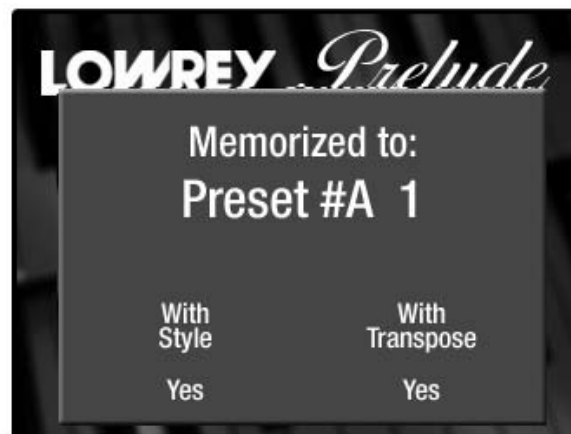 LOWREY Prelude
Memorized to:
Preset #A 1
With With
Style Transpose
Yes Yes